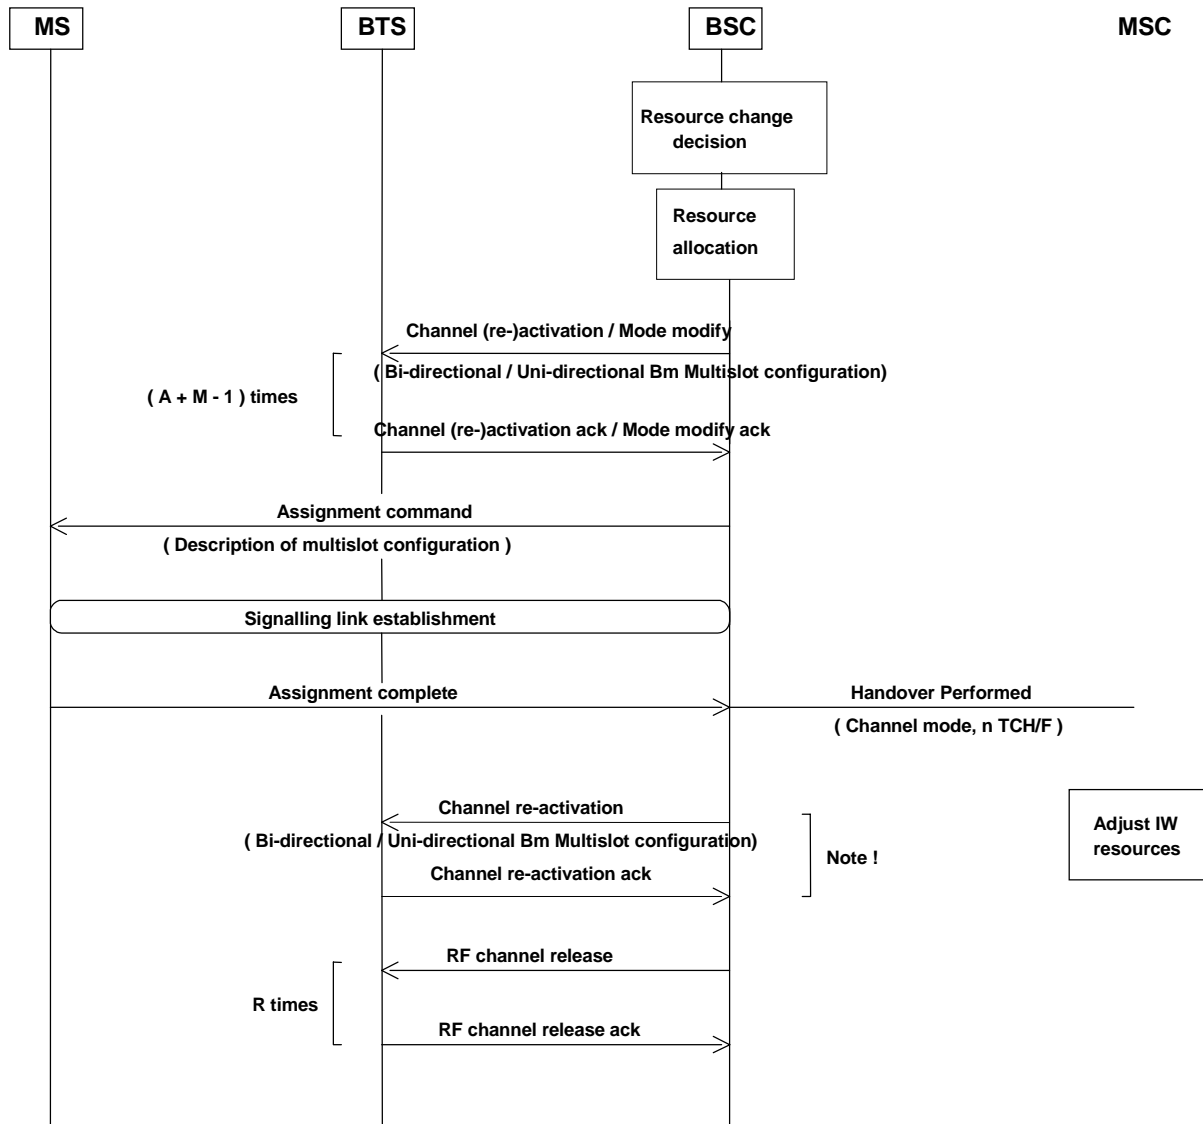 MS
BTS
BSC
MSC
Resource change
decision
Resource
allocation
Channel (re-)activation / Mode modify
( Bi-directional / Uni-directional Bm Multislot configuration)
( A + M - 1 ) times
Channel (re-)activation ack / Mode modify ack
Assignment command
( Description of multislot configuration )
Signalling link establishment
Assignment complete
Handover Performed
( Channel mode, n TCH/F )
Channel re-activation
( Bi-directional / Uni-directional Bm Multislot configuration)
Note !
Adjust IW
resources
Channel re-activation ack
RF channel release
R times
RF channel release ack